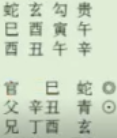 蛇 玄 勾 贵
巳 酉 寅 午
酉 丑 午 辛
官 巳 蛇 ◎
父 辛丑 青 ⊙
兄 丁酉 玄